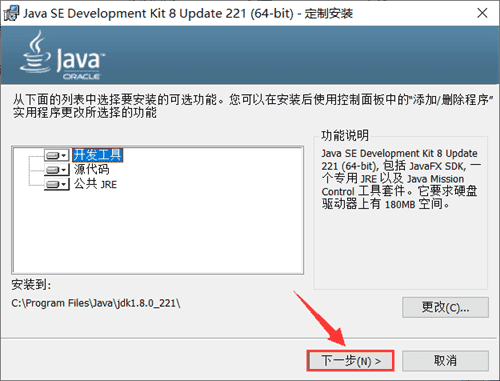 Java SE Development Kit 8 Update 221 (64-bit) - 定制安装
Java
ORACLE
从下面的列表中选择要安装的可选功能。您可以在安装后使用控制面板中的“添加/删除程序”
实用程序更改所选择的功能
开发工具
源代码
公共 JRE
功能说明
Java SE Development Kit 8 Update
221 (64-bit), 包括 JavaFX SDK, 一
个专用 JRE 以及 Java Mission
Control 工具套件。它要求硬盘
驱动器上有 180MB 空间。
安装到:
C:\Program Files\Java\jdk1.8.0_221\
更改(C)...
下一步(N) >
取消